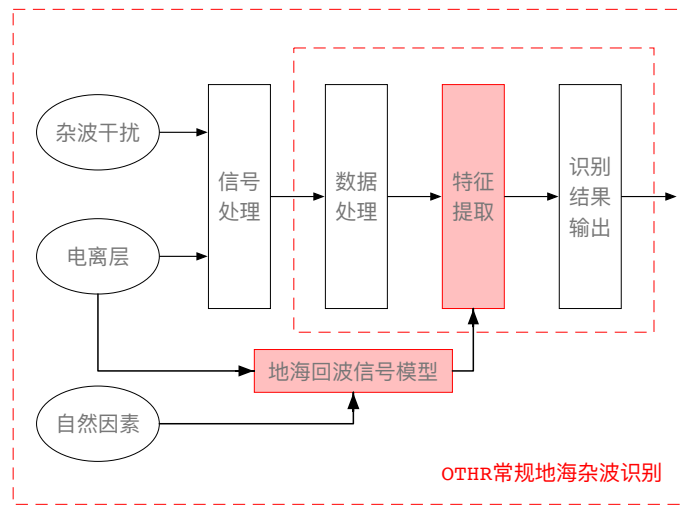 杂波干扰
电离层
自然因素
信号
处理
数据
处理
特征
提取
识别
结果
输出
地海回波信号模型
OTHR常规地海杂波识别